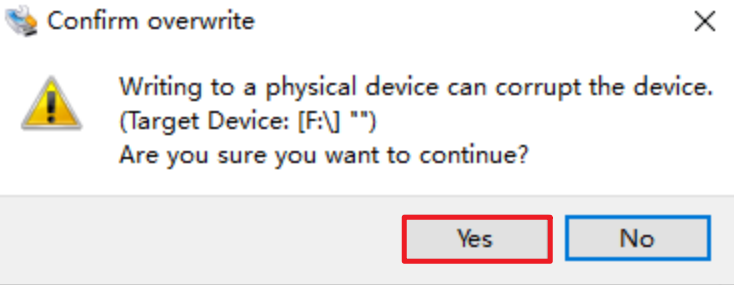 Confirm overwrite
Writing to a physical device can corrupt the device.
(Target Device: [F:\] "")
Are you sure you want to continue?
Yes
No